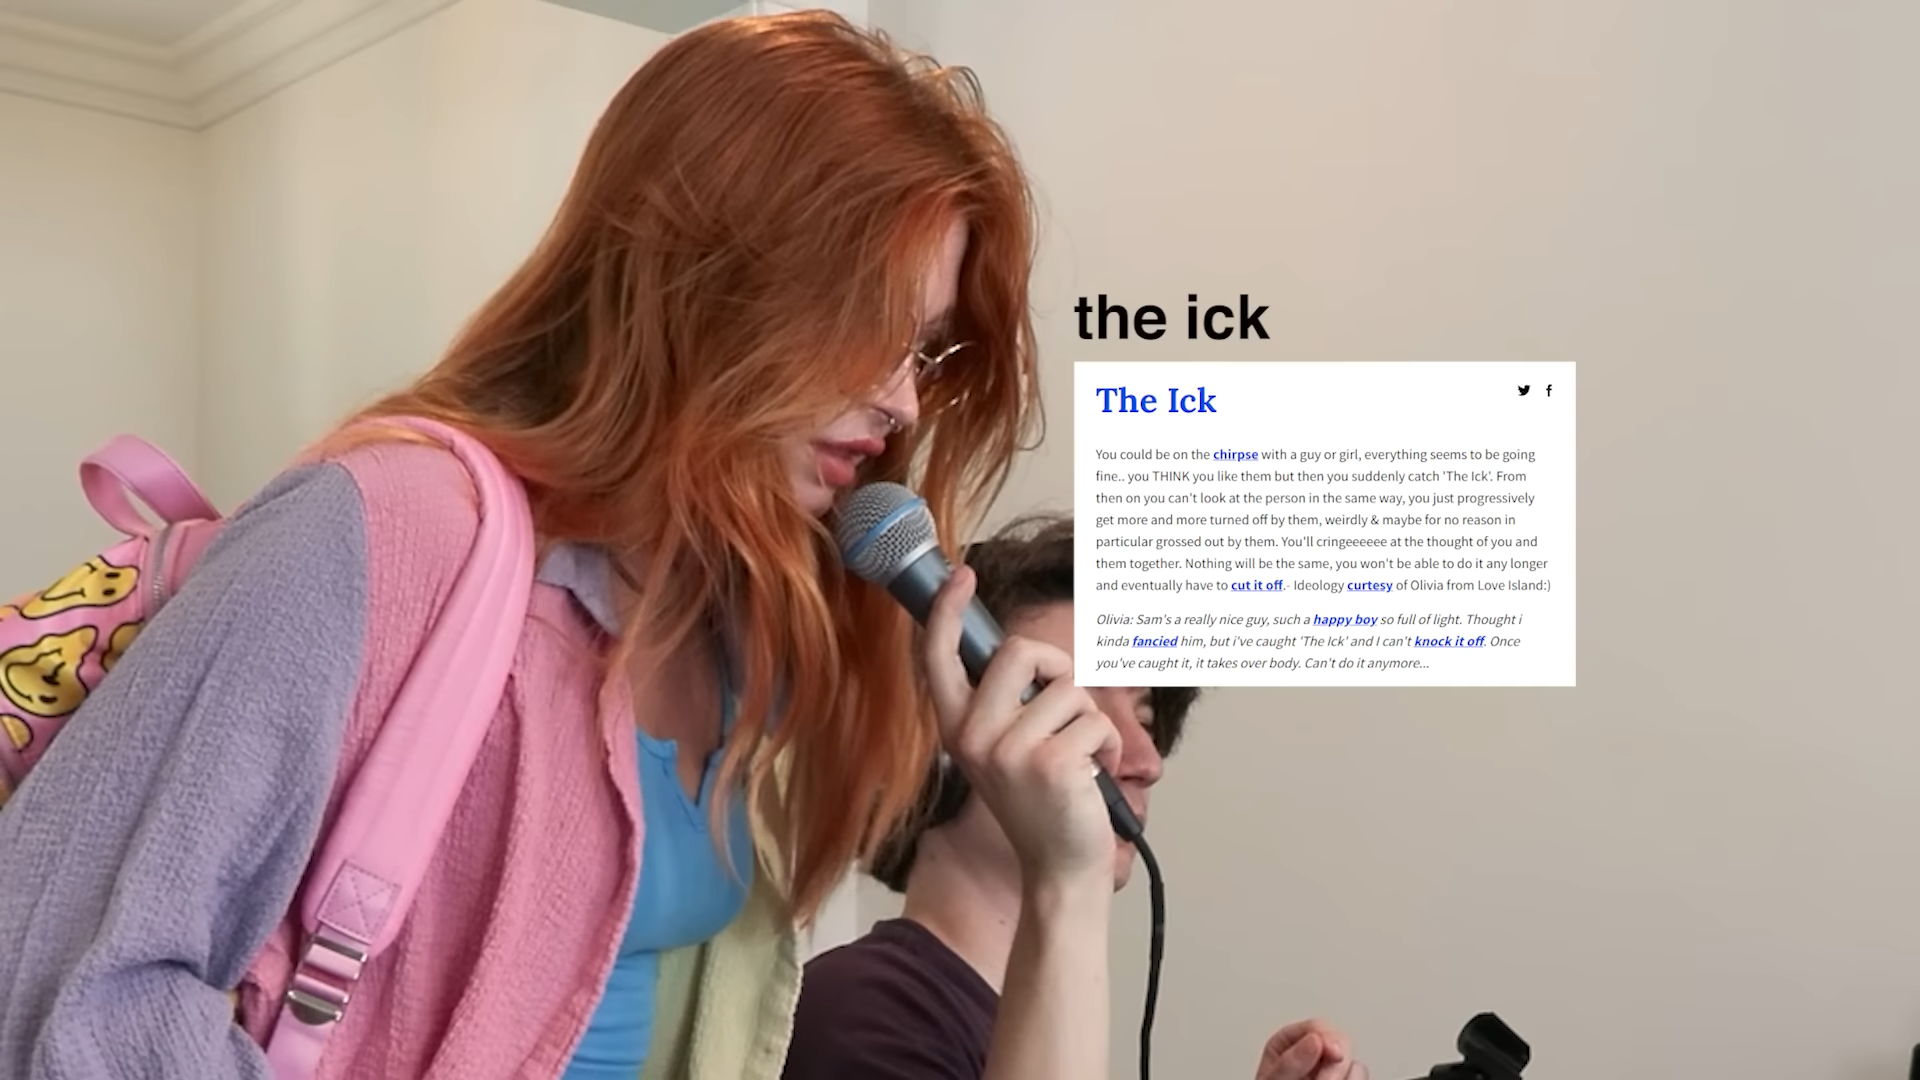 the ick
The Ick
You could be on the chirpse with a guy or girl, everything seems to be going
fine.. you THINK you like them but then you suddenly catch 'The Ick'. From
then on you can't look at the person in the same way, you just progressively
get more and more turned off by them, weirdly & maybe for no reason in
particular grossed out by them. You'll cringeeeeee at the thought of you and
them together. Nothing will be the same, you won't be able to do it any longer
and eventually have to cut it off.- Ideology curtesy of Olivia from Love Island:)
Olivia: Sam's a really nice guy, such a happy boy so full of light. Thought i
kinda fancied him, but i've caught 'The Ick' and I can't knock it off. Once
you've caught it, it takes over body. Can't do it anymore...